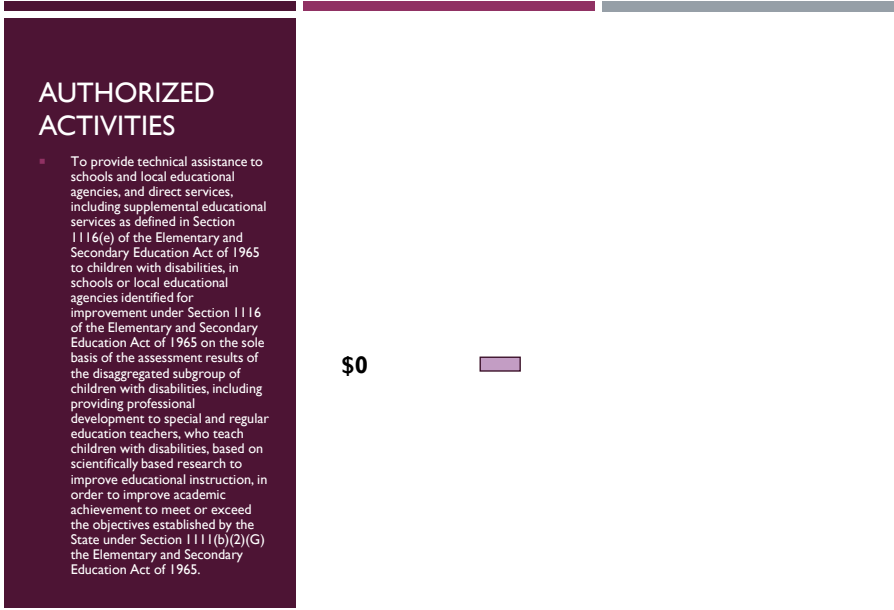 AUTHORIZED
ACTIVITIES
▪ To provide technical assistance to
schools and local educational
agencies, and direct services,
including supplemental educational
services as defined in Section
1116(e) of the Elementary and
Secondary Education Act of 1965
to children with disabilities, in
schools or local educational
agencies identified for
improvement under Section 1116
of the Elementary and Secondary
Education Act of 1965 on the sole
basis of the assessment results of
the disaggregated subgroup of
children with disabilities, including
providing professional
development to special and regular
education teachers, who teach
children with disabilities, based on
scientifically based research to
improve educational instruction, in
order to improve academic
achievement to meet or exceed
the objectives established by the
State under Section 1111(b)(2)(G)
the Elementary and Secondary
Education Act of 1965.
$0